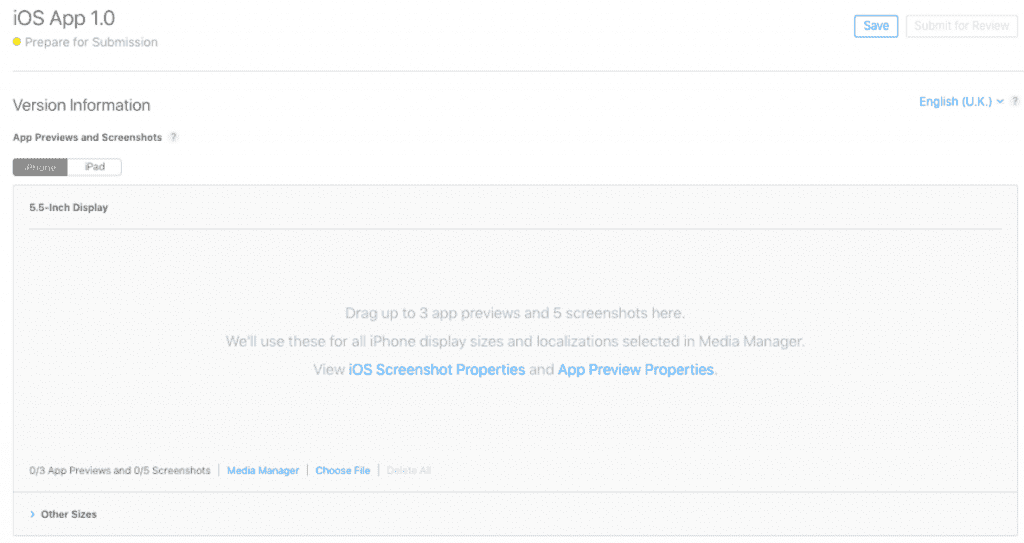 iOS App 1.0
Save
Submit for Review
Prepare for Submission
Version Information
English (U.K.)
?
App Previews and Screenshots ?
iPhone
iPad
5.5-Inch Display
Drag up to 3 app previews and 5 screenshots here.
We'll use these for all iPhone display sizes and localizations selected in Media Manager.
View iOS Screenshot Properties and App Preview Properties.
0/3 App Previews and 0/5 Screenshots | Media Manager | Choose File | Delete All
Other Sizes